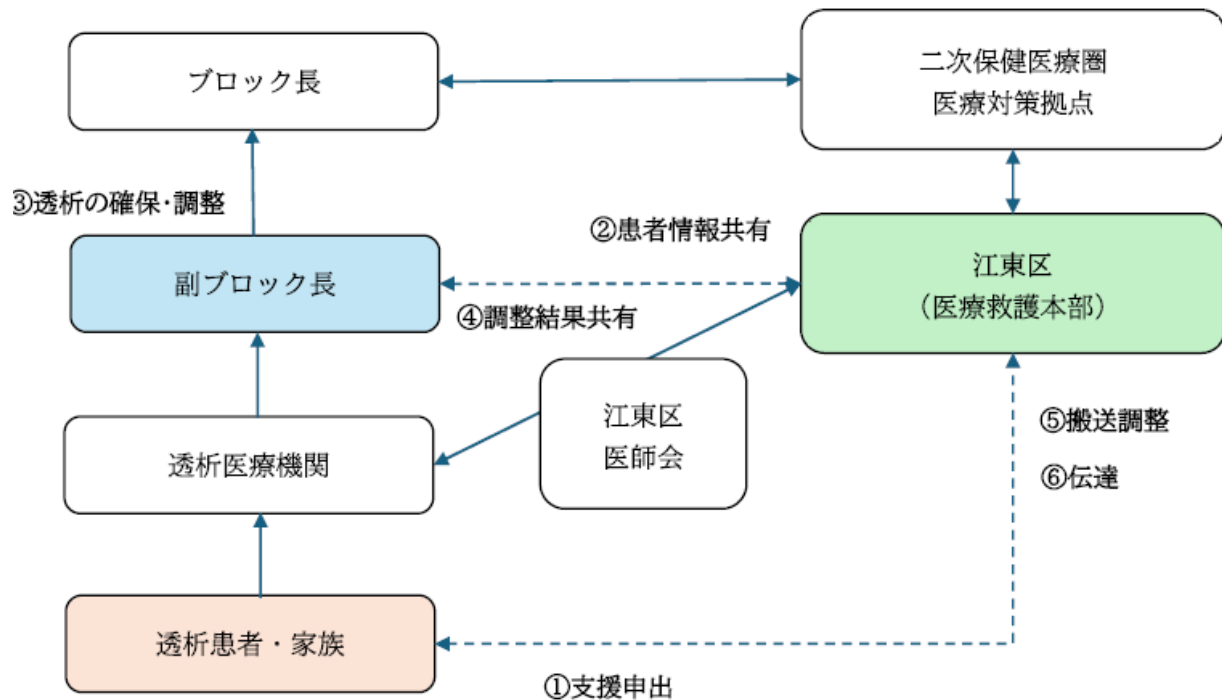 ブロック長
二次保健医療圏
医療対策拠点
③透析の確保・調整
②患者情報共有
副ブロック長
江東区
（医療救護本部）
④調整結果共有
江東区
医師会
透析医療機関
⑤搬送調整
⑥伝達
透析患者・家族
①支援申出